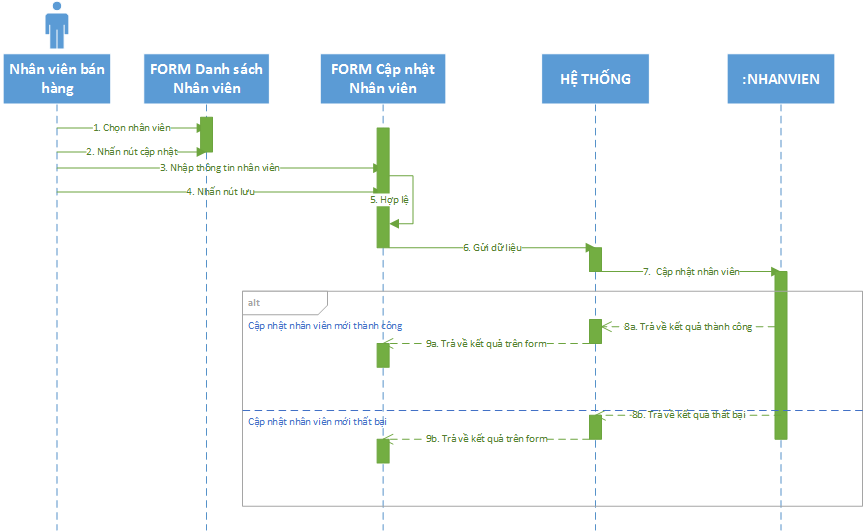 Nhân viên bán
hàng
FORM Danh sách
Nhân viên
FORM Cập nhật
Nhân viên
HỆ THỐNG
:NHANVIEN
1. Chọn nhân viên
2. Nhấn nút cập nhật
3. Nhập thông tin nhân viên
4. Nhấn nút lưu
5. Hợp lệ
6. Gửi dữ liệu
7. Cập nhật nhân viên
alt
Cập nhật nhân viên mới thành công
8a. Trả về kết quả thành công
9a. Trả về kết quả trên form
Cập nhật nhân viên mới thất bại
8b. Trả về kết quả thất bại
9b. Trả về kết quả trên form